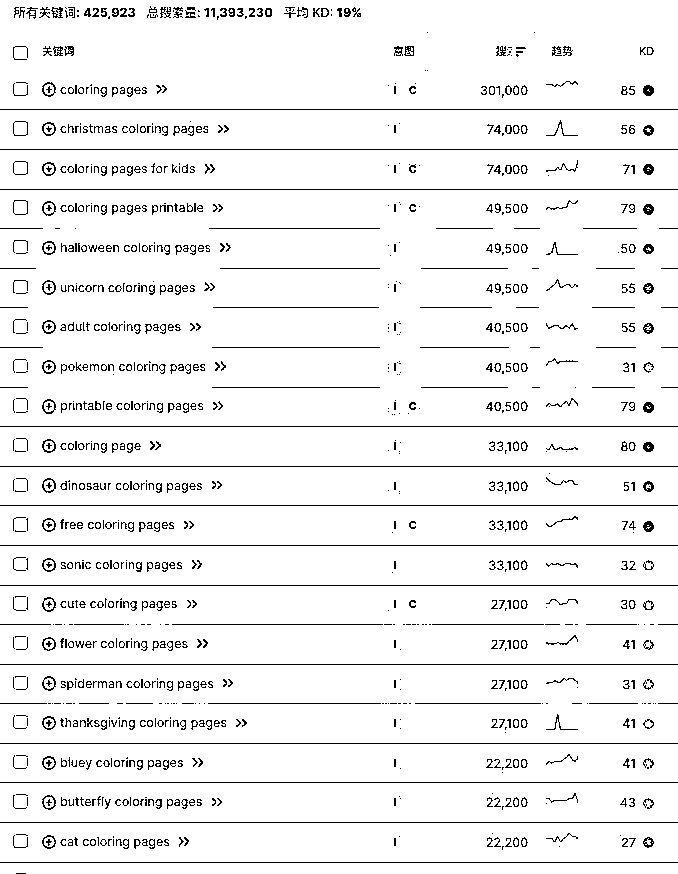 所有关键词: 425,923 总搜索量: 11,393,230 平均 KD: 19%
关键词 意图 趋势 KD
coloring pages I C 301,000 85
christmas coloring pages I 74,000 56
coloring pages for kids I C 74,000 71
coloring pages printable I C 49,500 79
halloween coloring pages I 49,500 50
unicorn coloring pages I 49,500 55
adult coloring pages I 40,500 55
pokemon coloring pages I 40,500 31
printable coloring pages I C 40,500 79
coloring page I 33,100 80
dinosaur coloring pages I 33,100 51
free coloring pages I C 33,100 74
sonic coloring pages I 33,100 32
cute coloring pages I C 27,100 30
flower coloring pages I 27,100 41
spiderman coloring pages I 27,100 31
thanksgiving coloring pages I 27,100 41
bluey coloring pages I 22,200 41
butterfly coloring pages I 22,200 43
cat coloring pages I 22,200 27